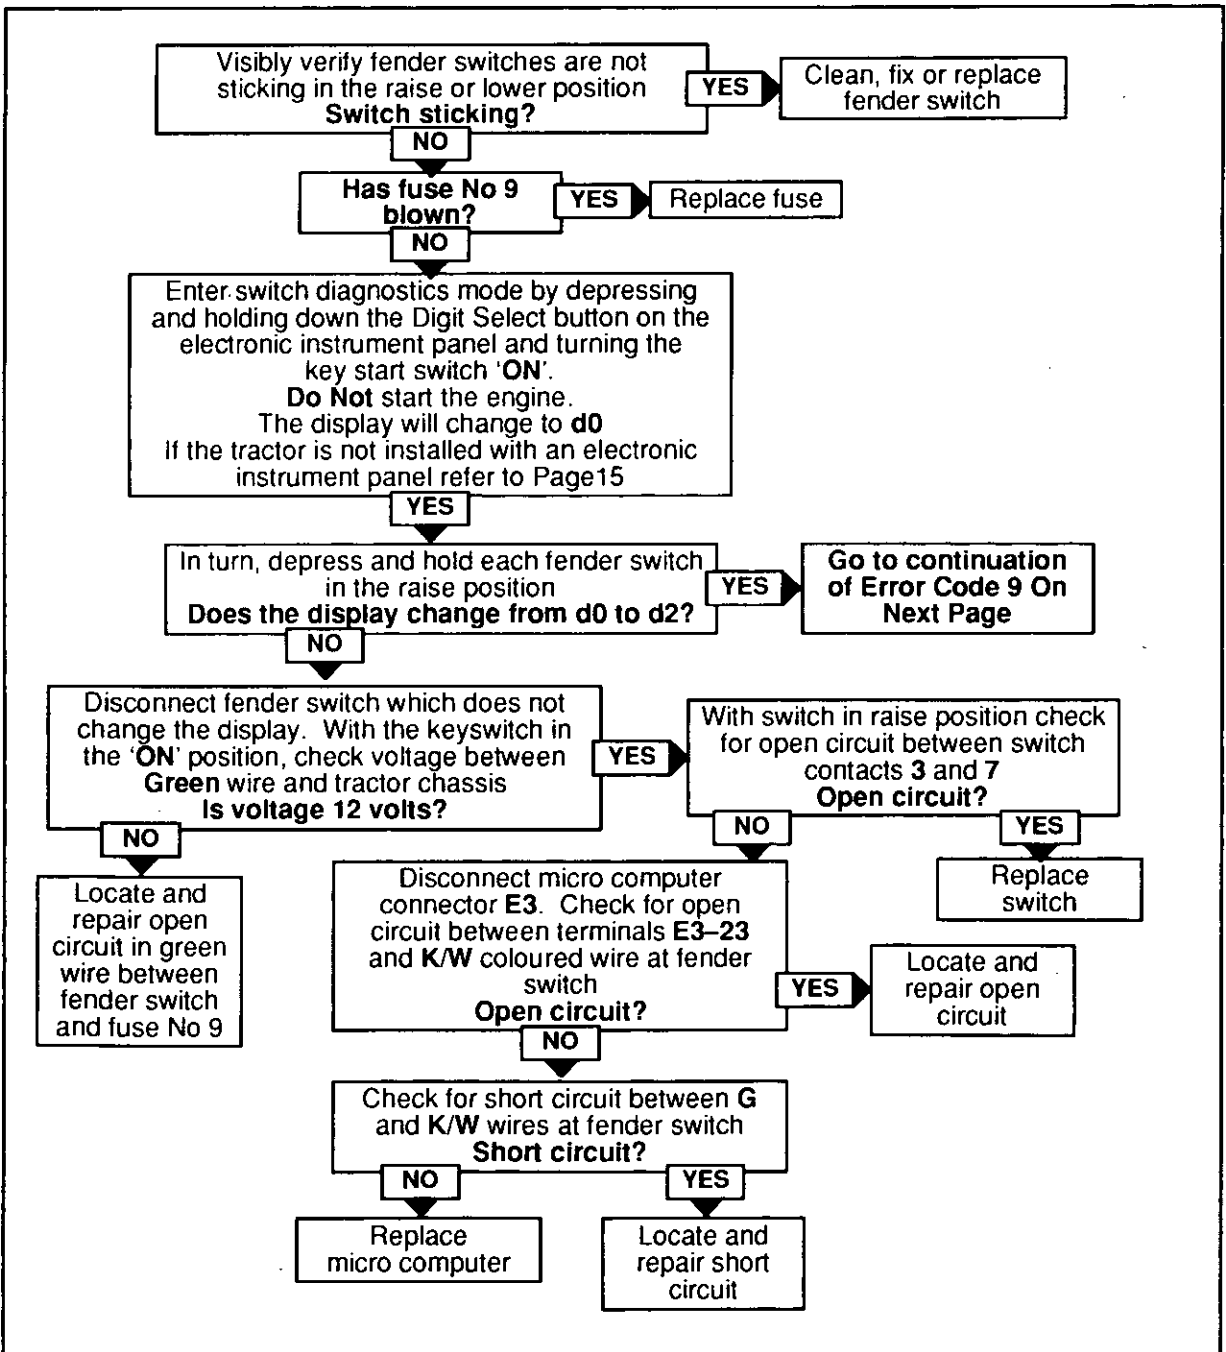 Visibly verify fender switches are not
sticking in the raise or lower position
Switch sticking?
YES
Clean, fix or replace
fender switch
NO
Has fuse No 9
blown?
YES
Replace fuse
NO
Enter switch diagnostics mode by depressing
and holding down the Digit Select button on the
electronic instrument panel and turning the
key start switch ‘ON’.
Do Not start the engine.
The display will change to d0
If the tractor is not installed with an electronic
instrument panel refer to Page15
YES
In turn, depress and hold each fender switch
in the raise position
Does the display change from d0 to d2?
YES
Go to continuation
of Error Code 9 On
Next Page
NO
Disconnect fender switch which does not
change the display. With the keyswitch in
the ‘ON’ position, check voltage between
Green wire and tractor chassis
Is voltage 12 volts?
YES
With switch in raise position check
for open circuit between switch
contacts 3 and 7
Open circuit?
NO
Locate and
repair open
circuit in green
wire between
fender switch
and fuse No 9
NO
YES
Replace
switch
Disconnect micro computer
connector E3. Check for open
circuit between terminals E3–23
and K/W coloured wire at fender
switch
Open circuit?
YES
Locate and
repair open
circuit
NO
Check for short circuit between G
and K/W wires at fender switch
Short circuit?
NO
YES
Replace
micro computer
Locate and
repair short
circuit